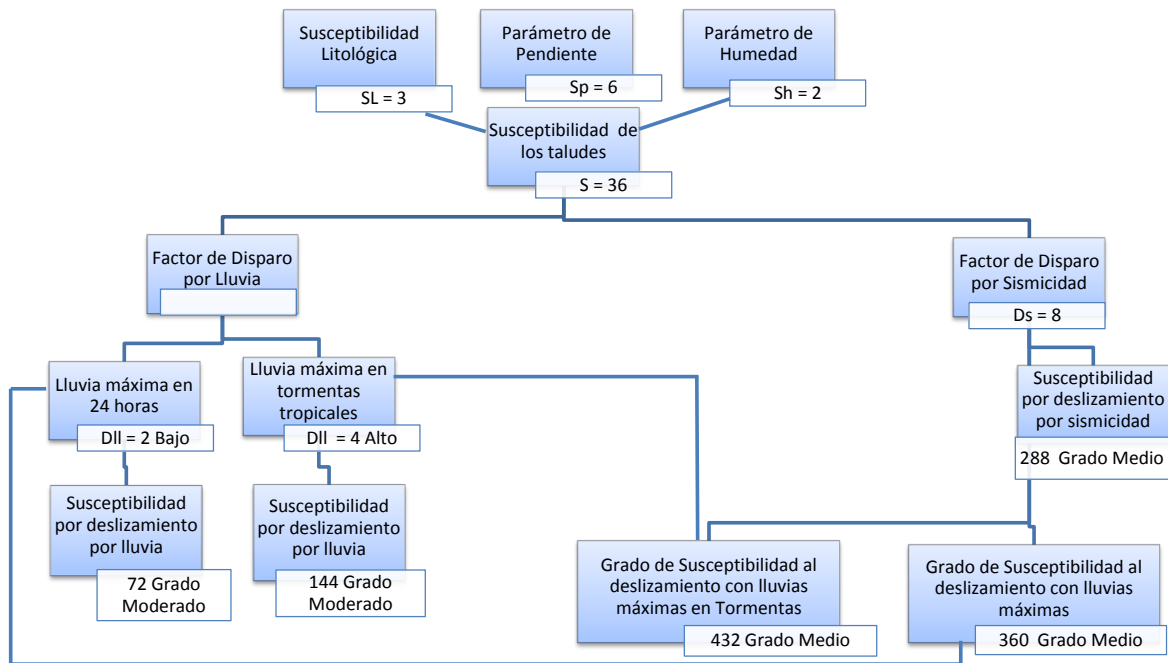 Susceptibilidad
Litológica
SL = 3
Parámetro de
Pendiente
Sp = 6
Parámetro de
Humedad
Sh = 2
Susceptibilidad de
los taludes
S = 36
Factor de Disparo
por Lluvia
Factor de Disparo
por Sismicidad
Ds = 8
Lluvia máxima en
24 horas
Dll = 2 Bajo
Lluvia máxima en
tormentas
tropicales
Dll = 4 Alto
Susceptibilidad
por deslizamiento
por sismicidad
288 Grado Medio
Susceptibilidad
por deslizamiento
por lluvia
72 Grado
Moderado
Susceptibilidad
por deslizamiento
por lluvia
144 Grado
Moderado
Grado de Susceptibilidad al
deslizamiento con lluvias
máximas en Tormentas
432 Grado Medio
Grado de Susceptibilidad al
deslizamiento con lluvias
máximas
360 Grado Medio